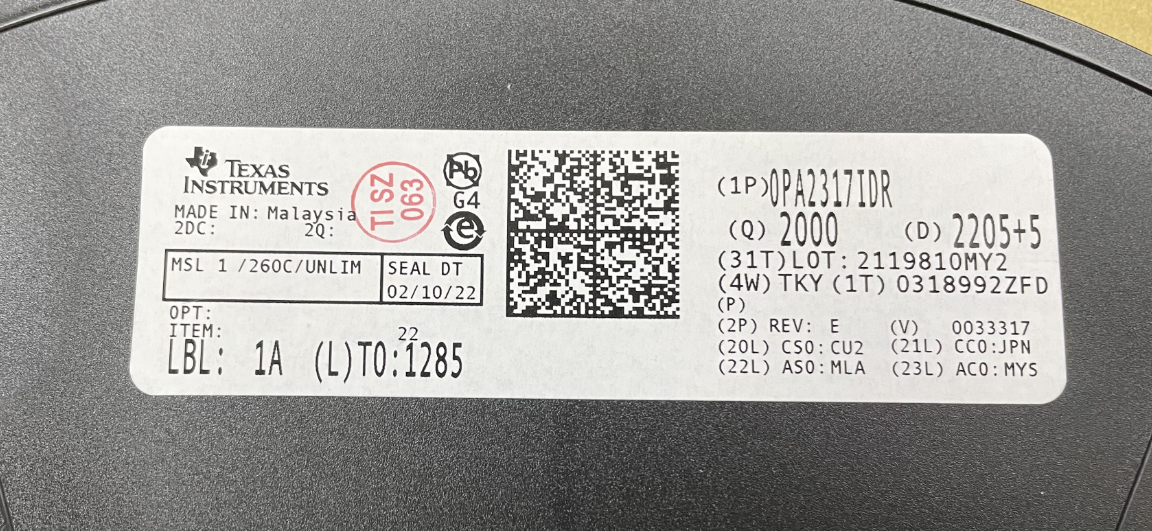 TEXAS
INSTRUMENTS
MADE IN: Malaysia
2DC: 2Q:
TI SZ
063
Pb
G4
e
MSL 1 /260C/UNLIM
SEAL DT
02/10/22
OPT:
ITEM:
22
LBL: 1A (L)TO:1285
(1P)OPA2317IDR
(Q) 2000 (D) 2205+5
(31T)LOT: 2119810MY2
(4W) TKY (1T) 0318992ZFD
(P)
(2P) REV: E (V) 0033317
(20L) CSO: CU2 (21L) CCO:JPN
(22L) ASO: MLA (23L) ACO: MYS